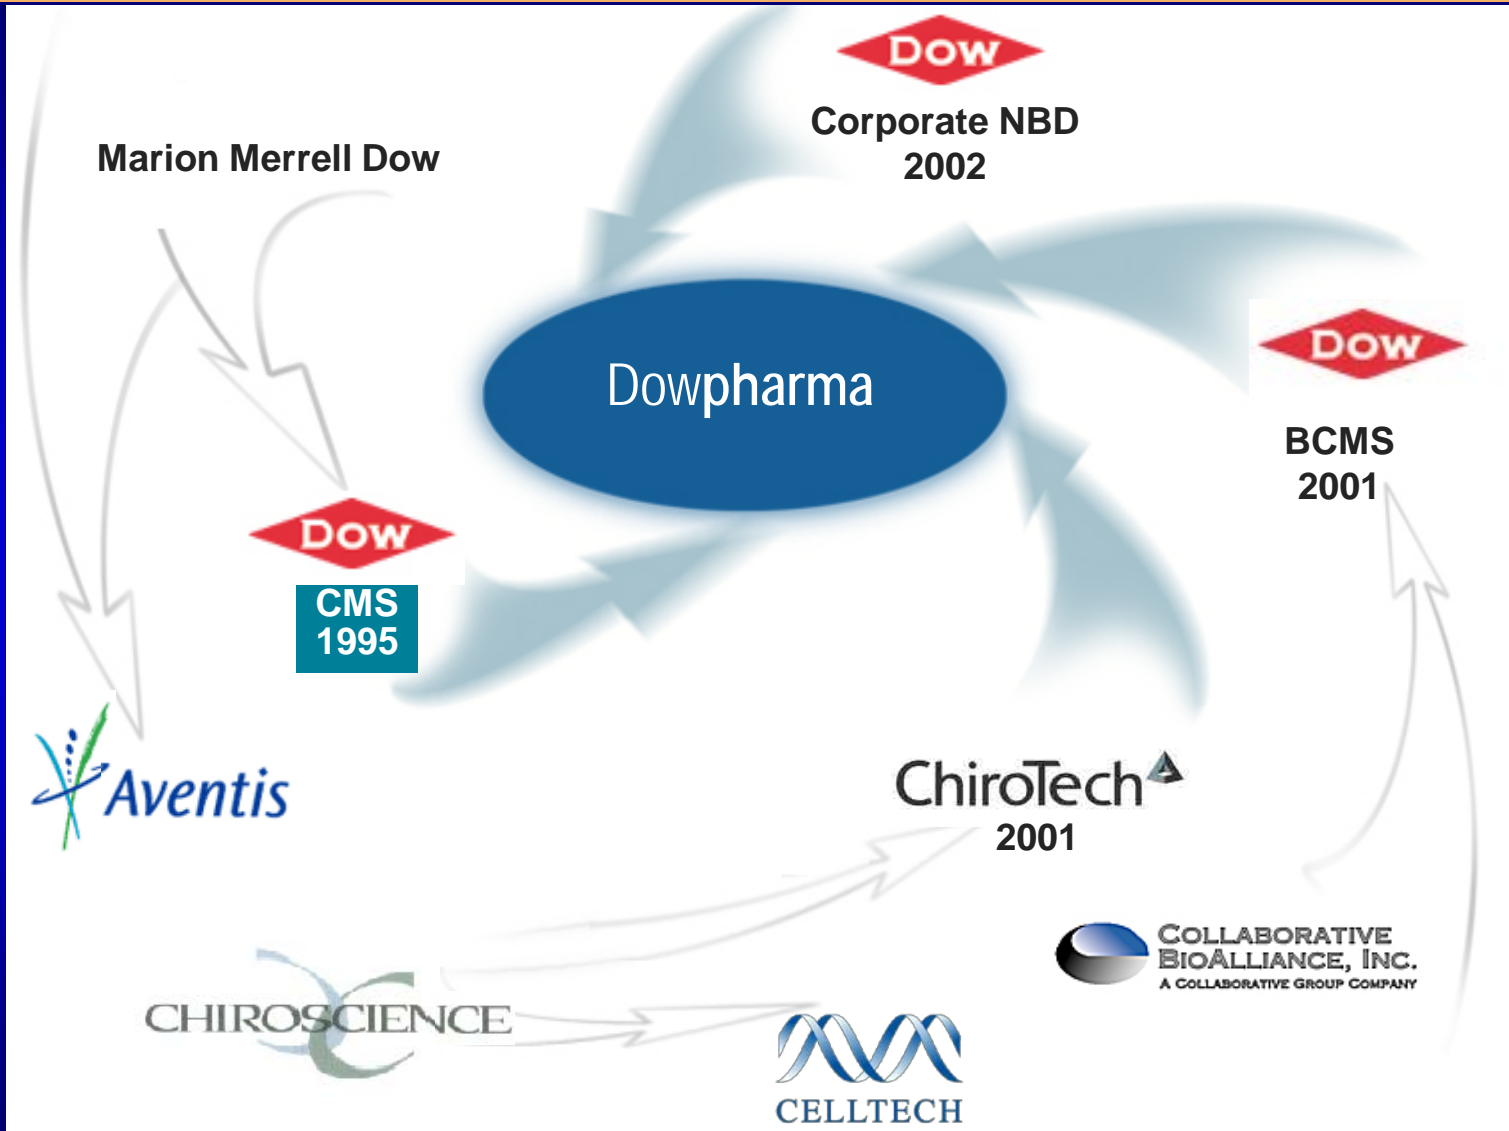 DOW
Corporate NBD
2002
Marion Merrell Dow
DOW
BCMS
2001
Dowpharma
DOW
CMS
1995
Aventis
ChiroTech
2001
COLLABORATIVE
BIOALLIANCE, INC.
A COLLABORATIVE GROUP COMPANY
CHIROSCIENCE
CELLTECH